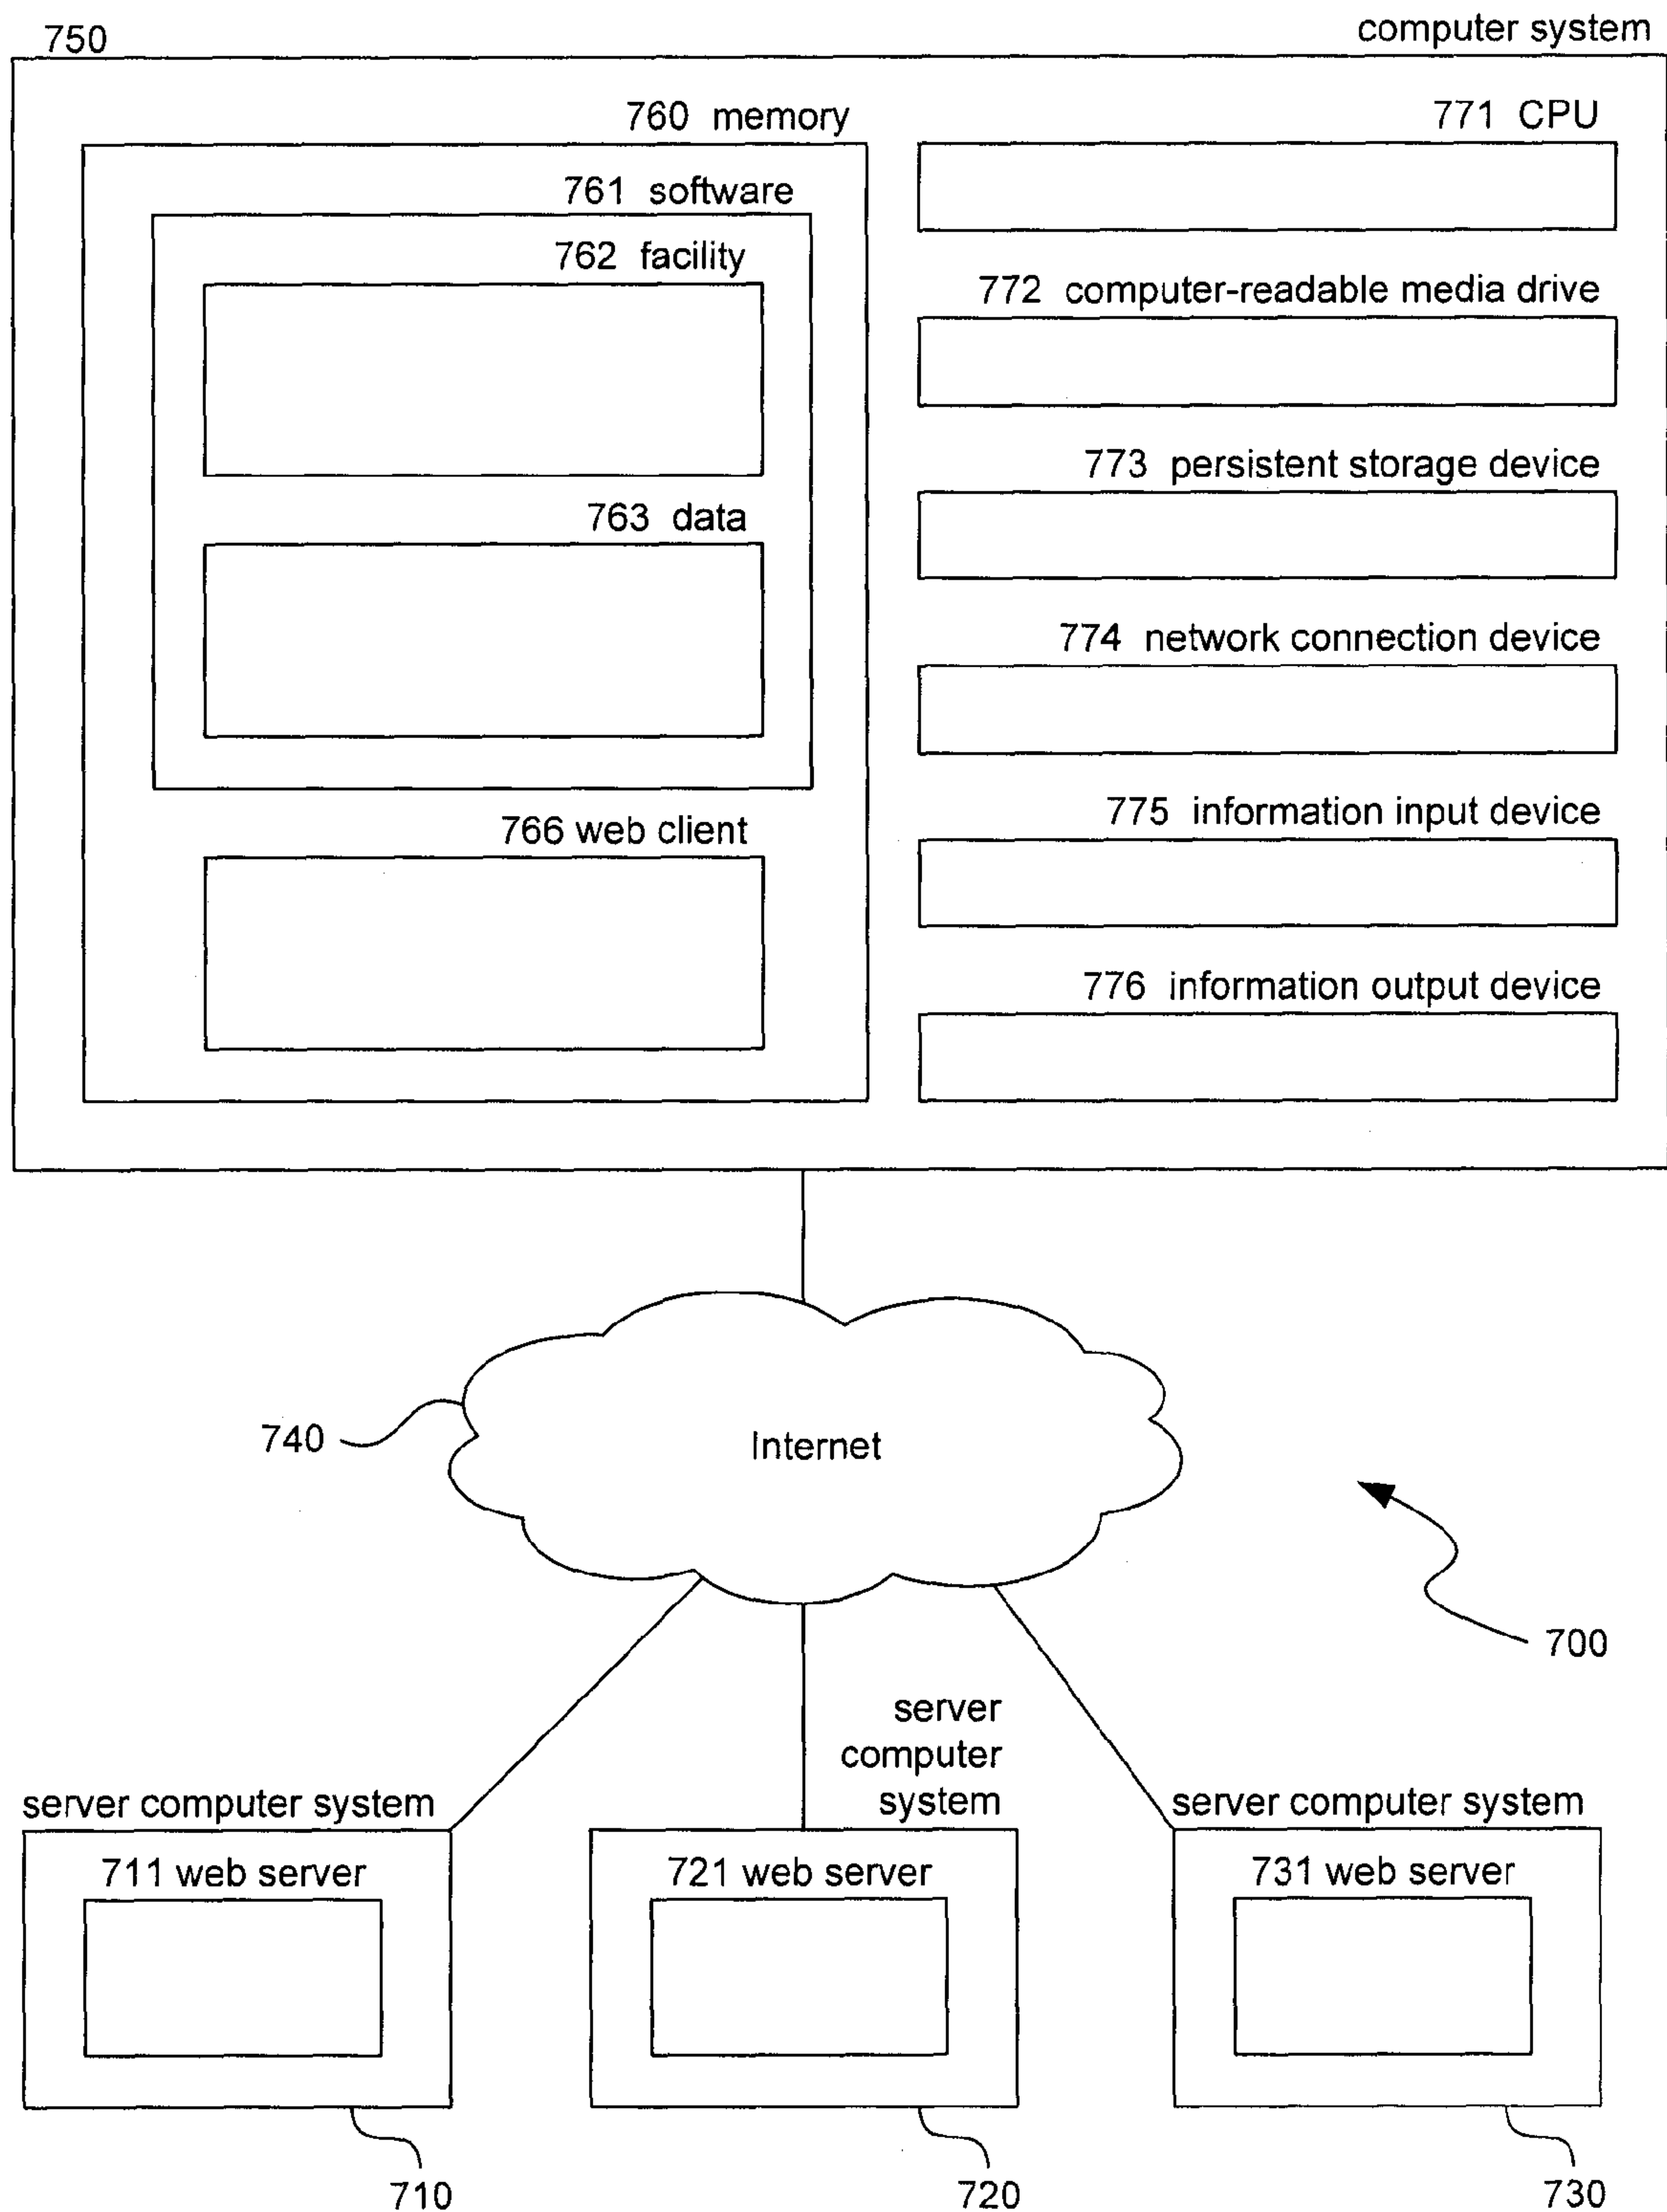 750
computer system
760 memory
761 software
762 facility
763 data
766 web client
771 CPU
772 computer-readable media drive
773 persistent storage device
774 network connection device
775 information input device
776 information output device
740
Internet
700
server computer system
711 web server
710
server
computer
system
721 web server
720
server computer system
731 web server
730